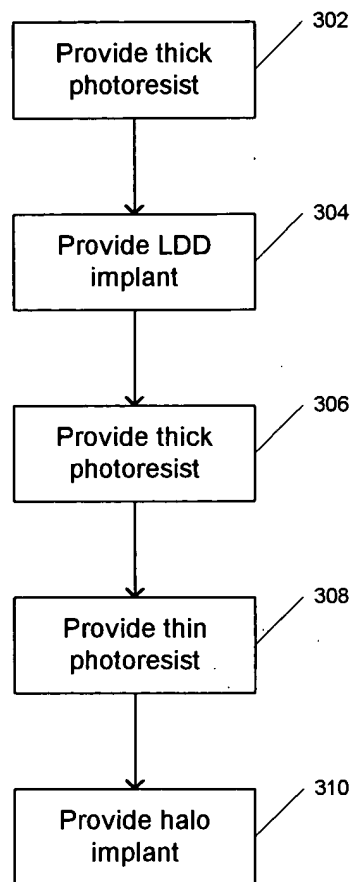 302
Provide thick
photoresist
304
Provide LDD
implant
306
Provide thick
photoresist
308
Provide thin
photoresist
310
Provide halo
implant